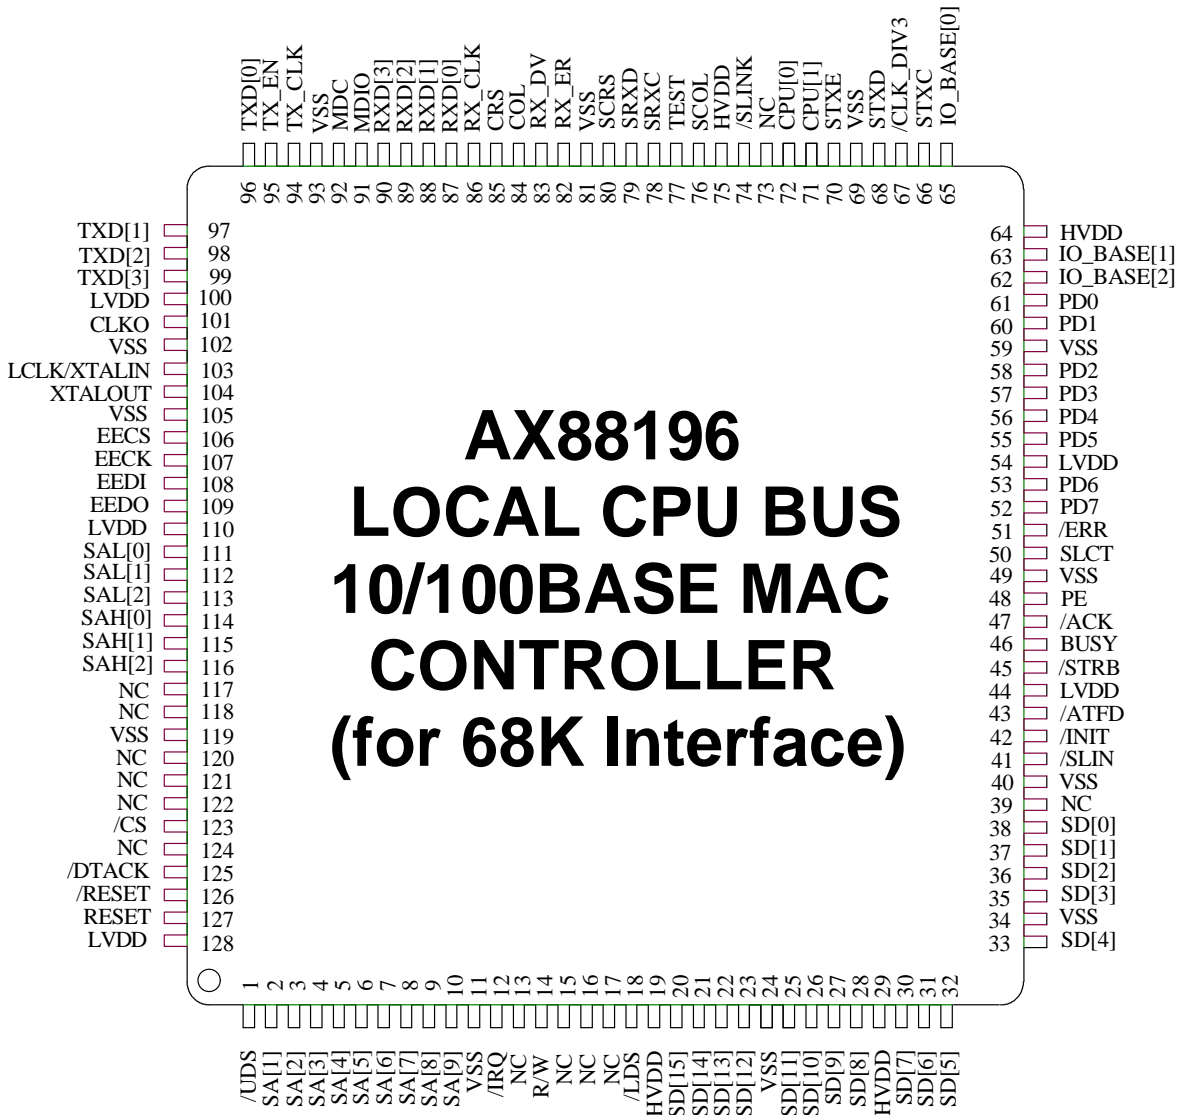 TXD[0]
TX_EN
TX_CLK
VSS
MDC
MDIO
RXD[3]
RXD[2]
RXD[1]
RXD[0]
RX_CLK
CRS
COL
RX_DV
RX_ER
VSS
SCRS
SRXD
SRXC
TEST
SCOL
HVDD
/SLINK
NC
CPU[0]
CPU[1]
STXE
VSS
STXD
/CLK_DIV3
STXC
IO_BASE[0]
96
95
94
93
92
91
90
89
88
87
86
85
84
83
82
81
80
79
78
77
76
75
74
73
72
71
70
69
68
67
66
65
TXD[1] 97
TXD[2] 98
TXD[3] 99
LVDD 100
CLKO 101
VSS 102
LCLK/XTALIN 103
XTALOUT 104
VSS 105
EECS 106
EECK 107
EEDI 108
EEDO 109
LVDD 110
SAL[0] 111
SAL[1] 112
SAL[2] 113
SAH[0] 114
SAH[1] 115
SAH[2] 116
NC 117
NC 118
VSS 119
NC 120
NC 121
NC 122
/CS 123
NC 124
/DTACK 125
/RESET 126
RESET 127
LVDD 128
AX88196
LOCAL CPU BUS
10/100BASE MAC
CONTROLLER
(for 68K Interface)
64 HVDD
63 IO_BASE[1]
62 IO_BASE[2]
61 PD0
60 PD1
59 VSS
58 PD2
57 PD3
56 PD4
55 PD5
54 LVDD
53 PD6
52 PD7
51 /ERR
50 SLCT
49 VSS
48 PE
47 /ACK
46 BUSY
45 /STRB
44 LVDD
43 /ATFD
42 /INIT
41 /SLIN
40 VSS
39 NC
38 SD[0]
37 SD[1]
36 SD[2]
35 SD[3]
34 VSS
33 SD[4]
1
2
3
4
5
6
7
8
9
10
11
12
13
14
15
16
17
18
19
20
21
22
23
24
25
26
27
28
29
30
31
32
/UDS
SA[1]
SA[2]
SA[3]
SA[4]
SA[5]
SA[6]
SA[7]
SA[8]
SA[9]
VSS
/IRQ
NC
R/W
NC
NC
NC
/LDS
HVDD
SD[15]
SD[14]
SD[13]
SD[12]
VSS
SD[11]
SD[10]
SD[9]
SD[8]
HVDD
SD[7]
SD[6]
SD[5]